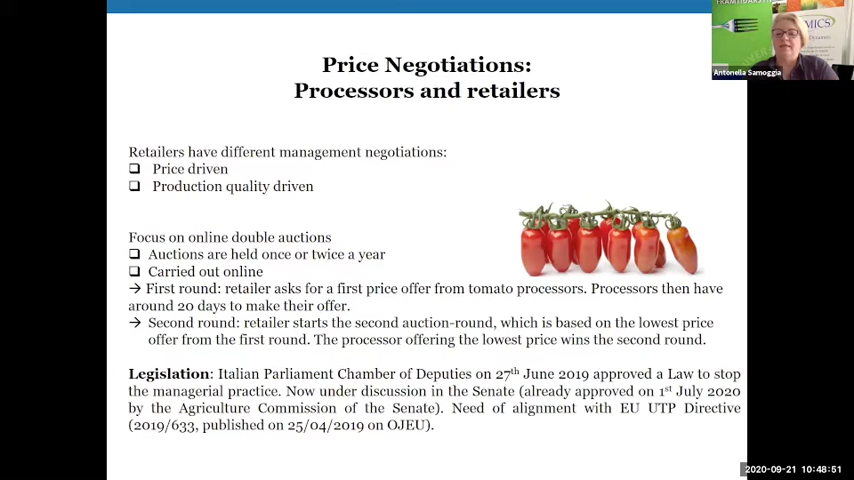 MICS
Antonella Samoggia
Price Negotiations:
Processors and retailers
Retailers have different management negotiations:
❑ Price driven
❑ Production quality driven
Focus on online double auctions
❑ Auctions are held once or twice a year
❑ Carried out online
→ First round: retailer asks for a first price offer from tomato processors. Processors then have
around 20 days to make their offer.
→ Second round: retailer starts the second auction-round, which is based on the lowest price
offer from the first round. The processor offering the lowest price wins the second round.
Legislation: Italian Parliament Chamber of Deputies on 27th June 2019 approved a Law to stop
the managerial practice. Now under discussion in the Senate (already approved on 1st July 2020
by the Agriculture Commission of the Senate). Need of alignment with EU UTP Directive
(2019/633, published on 25/04/2019 on OJEU).
2020-09-21 10:48:51